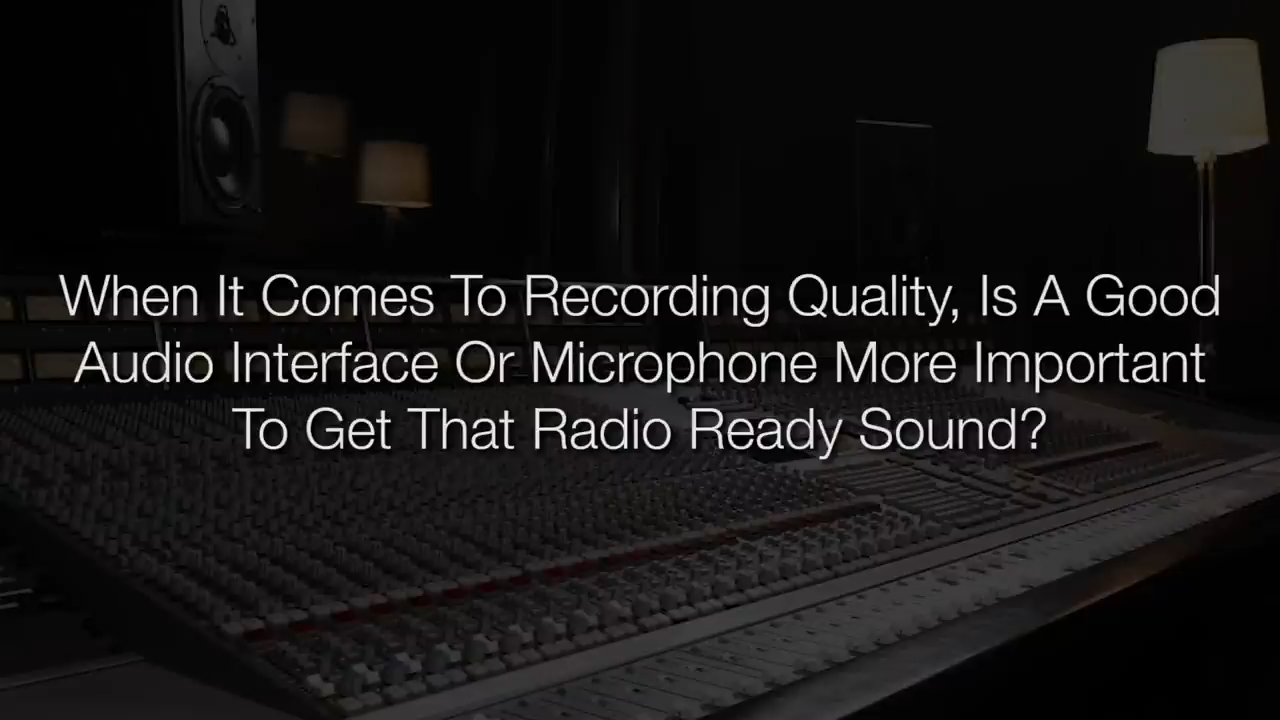 When It Comes To Recording Quality, Is A Good
Audio Interface Or Microphone More Important
To Get That Radio Ready Sound?